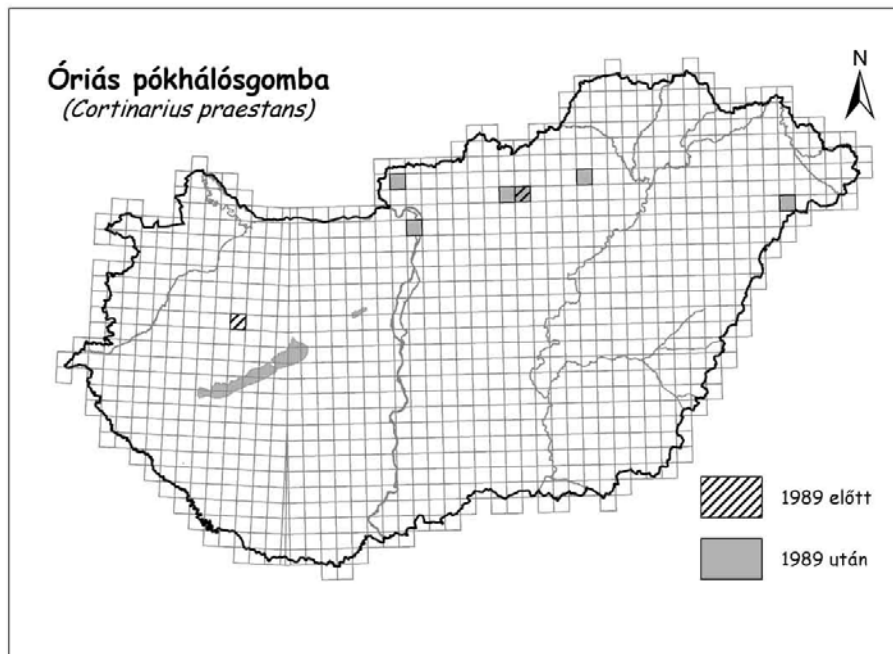 Óriás pókhálósgomba
(Cortinarius praestans)
N
1989 előtt
1989 után